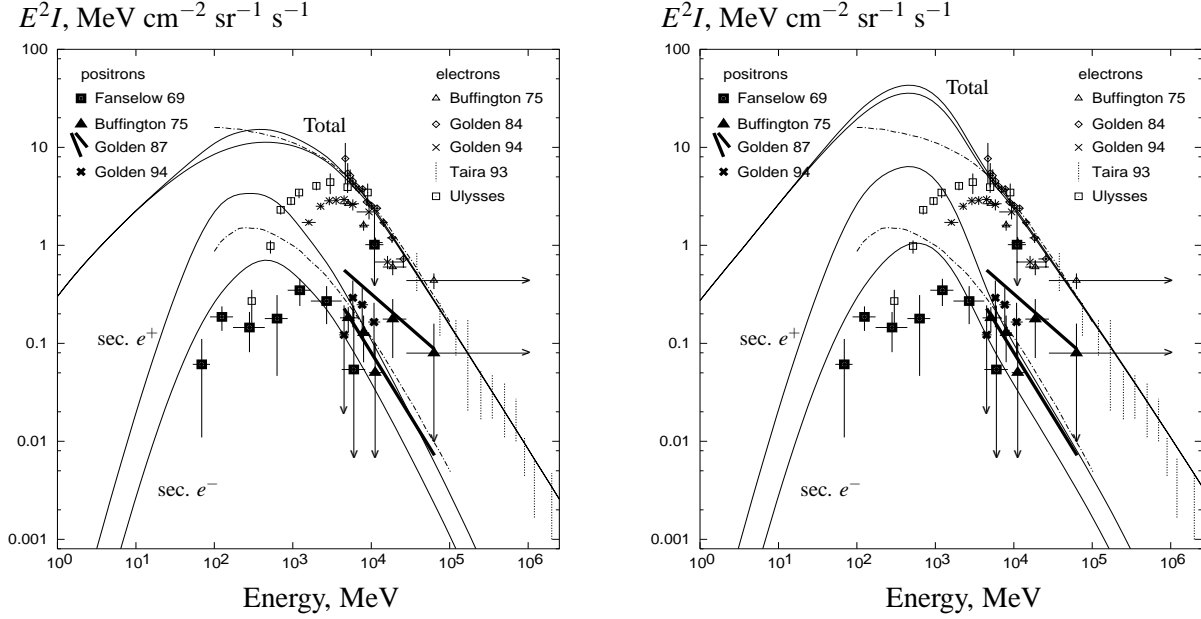 E²I, MeV cm⁻² sr⁻¹ s⁻¹
100
10
1
0.1
0.01
0.001
positrons
Fanselow 69
Buffington 75
Golden 87
Golden 94
electrons
Buffington 75
Golden 84
Golden 94
Taira 93
Ulysses
Total
sec. e⁺
sec. e⁻
10⁰ 10¹ 10² 10³ 10⁴ 10⁵ 10⁶
Energy, MeV
E²I, MeV cm⁻² sr⁻¹ s⁻¹
100
10
1
0.1
0.01
0.001
positrons
Fanselow 69
Buffington 75
Golden 87
Golden 94
electrons
Buffington 75
Golden 84
Golden 94
Taira 93
Ulysses
Total
sec. e⁺
sec. e⁻
10⁰ 10¹ 10² 10³ 10⁴ 10⁵ 10⁶
Energy, MeV